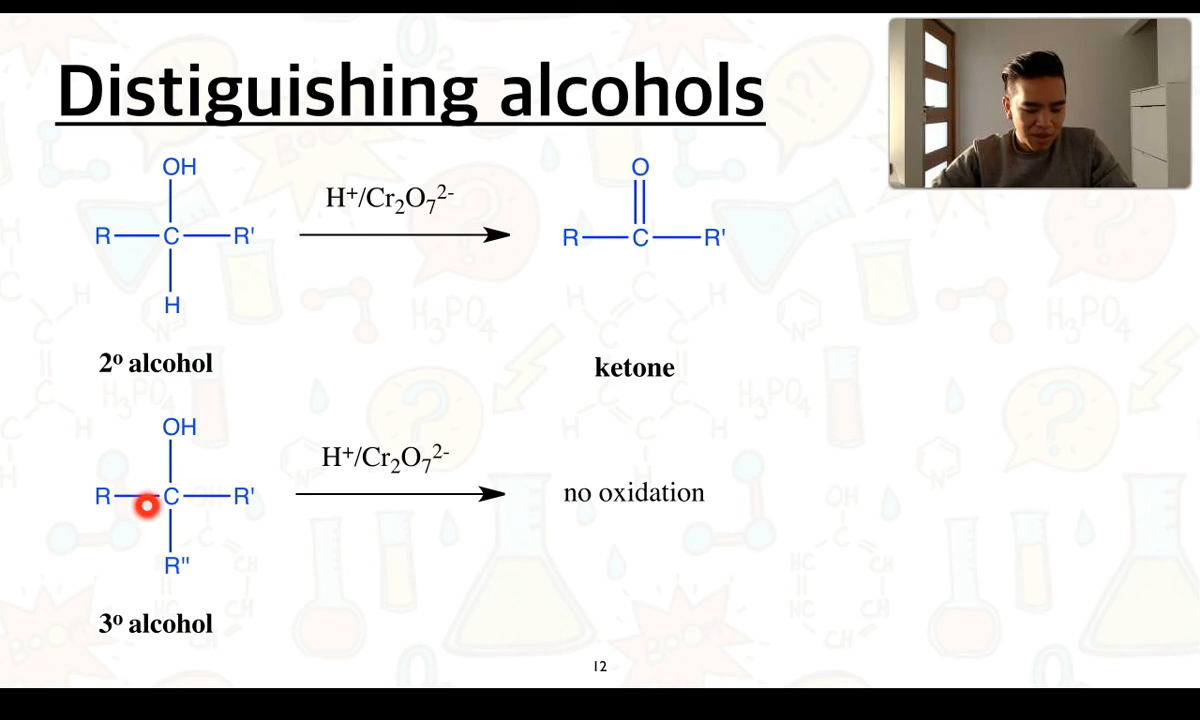 Distiguishing alcohols
OH
R—C—R'
H
H⁺/Cr₂O₇²⁻
O
R—C—R'
2º alcohol
ketone
OH
R—C—R'
R"
H⁺/Cr₂O₇²⁻
no oxidation
3º alcohol
12